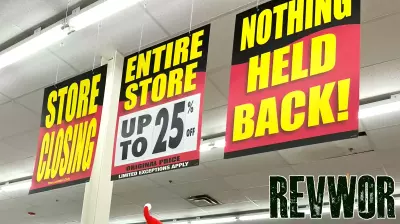 STORE
CLOSING
ENTIRE
STORE
UP
TO 25% OFF
ORIGINAL PRICE
LIMITED EXCEPTIONS APPLY
NOTHING
HELD
BACK!
REVWOR